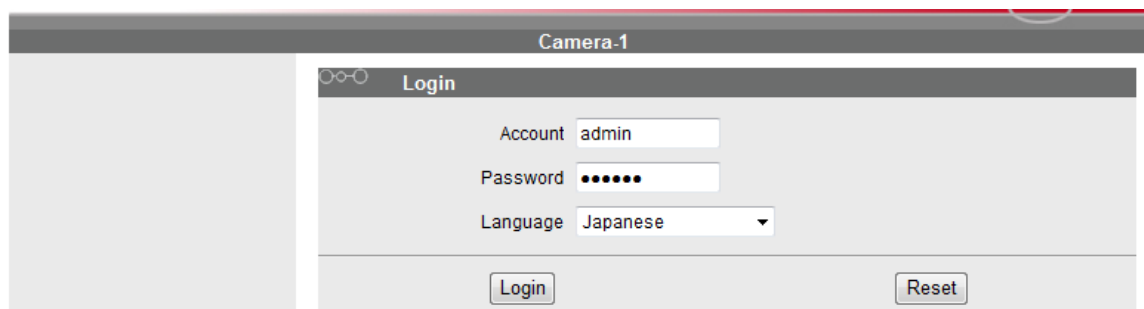 Camera-1
Login
Account admin
Password ••••••
Language Japanese
Login Reset